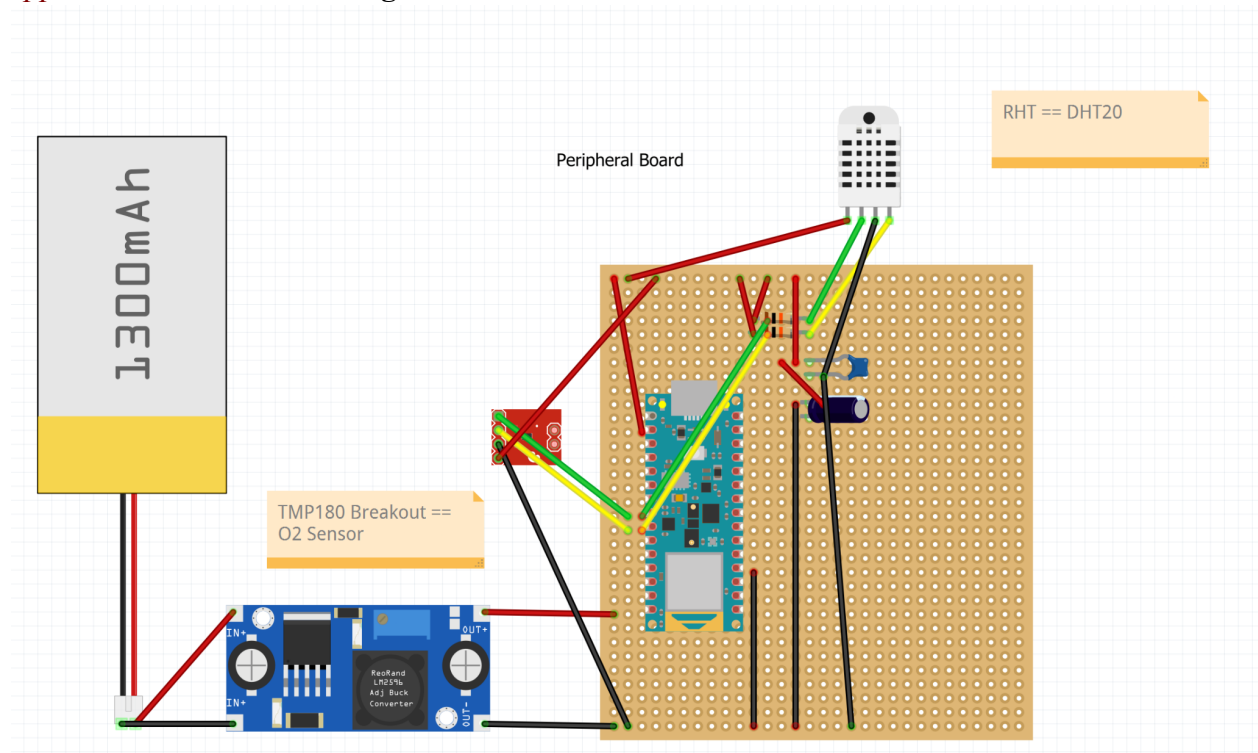 1300mAh
Peripheral Board
RHT == DHT20
TMP180 Breakout ==
O2 Sensor
IN+
OUT+
ReoRand
LM2596
Adj Buck
Converter
IN+
OUT-